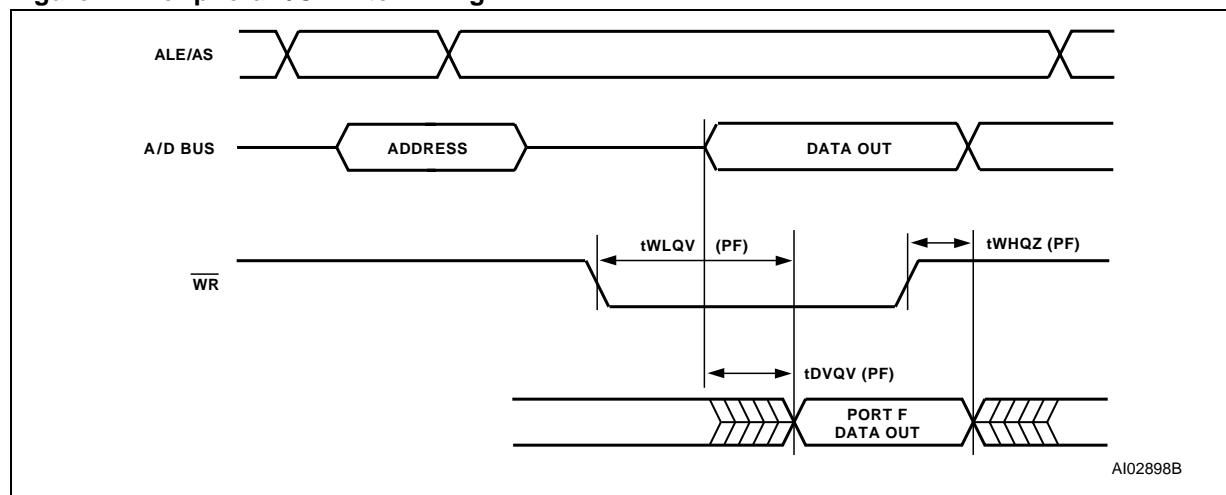 ALE/AS
A/D BUS
ADDRESS
DATA OUT
tWLQV (PF)
tWHQZ (PF)
WR
tDVQV (PF)
PORT F
DATA OUT
AI02898B